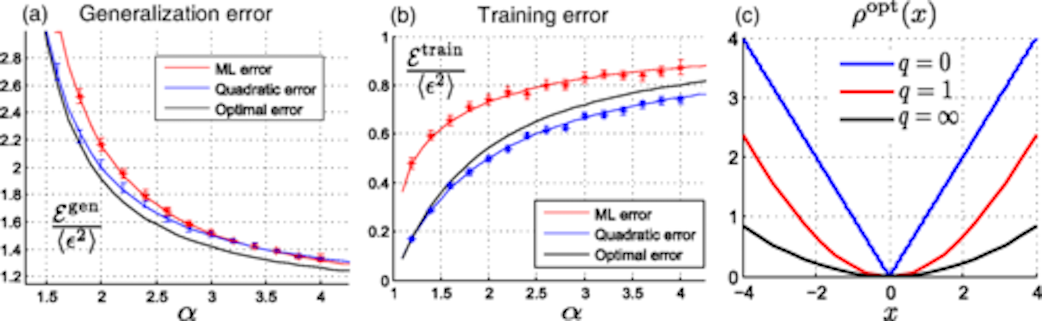 (a) Generalization error
2.8
2.6
2.4
2.2
2
1.8
1.6
1.4
1.2
ML error
Quadratic error
Optimal error
ℰ^gen
⟨ϵ²⟩
1.5 2 2.5 3 3.5 4
α
(b) Training error
1
0.8
0.6
0.4
0.2
0
ℰ^train
⟨ϵ²⟩
ML error
Quadratic error
Optimal error
1 1.5 2 2.5 3 3.5 4
α
(c) ρ^opt(x)
4
3
2
1
0
q = 0
q = 1
q = ∞
−4 −2 0 2 4
x